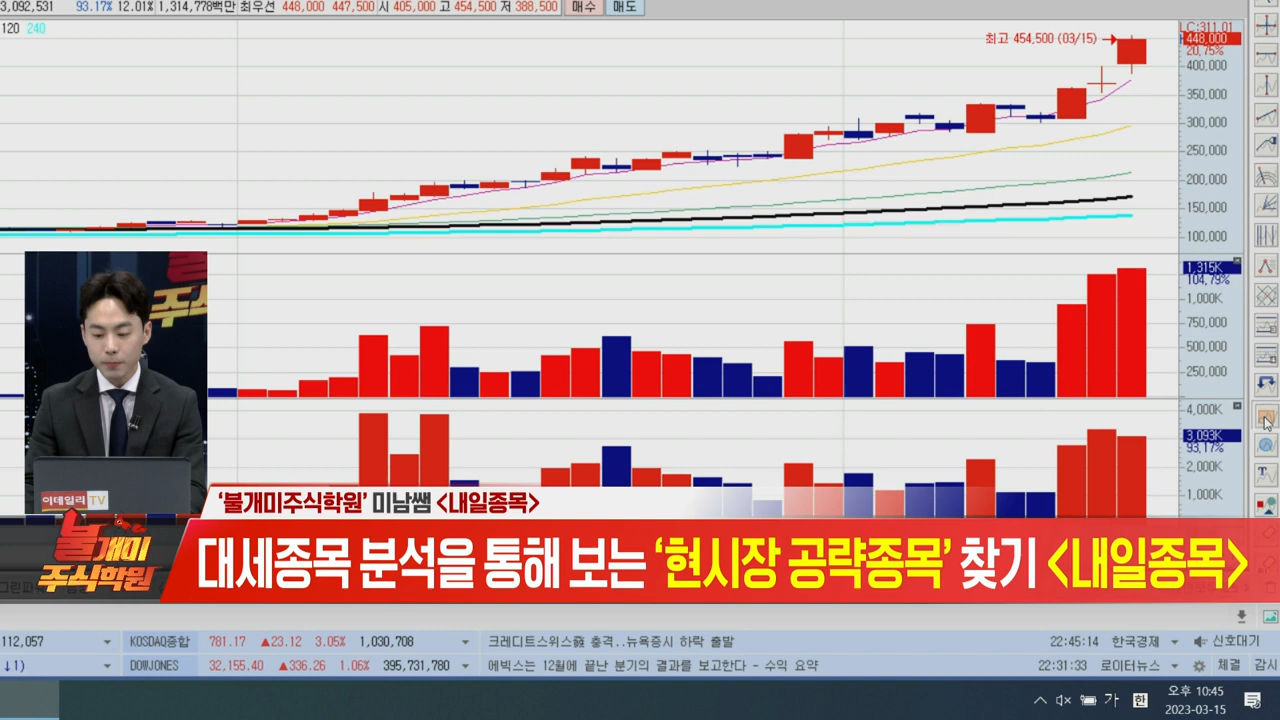 3,092,531 93.17% 12.01% 1,314,778백만 최우선 448,000 447,500 시 405,000 고 454,500 저 388,500 매수 매도
120 240
LC:311.01
최고 454,500 (03/15)
448,000
20.75%
400,000
350,000
300,000
250,000
200,000
150,000
100,000
1,315K
104.79%
1,000K
750,000
500,000
250,000
4,000K
3,093K
93.17%
2,000K
1,000K
주식
이데일리 TV
'불개미주식학원' 미남쌤 <내일종목>
불개미
주식학원
대세종목 분석을 통해 보는 '현시장 공략종목' 찾기 <내일종목>
112,057 KOSDAQ종합 781.17 ▲23.12 3.05% 1,030,708 크레디트스위스發 충격..뉴욕증시 하락 출발 22:45:14 한국경제 신호대기
↓1) DOWJONES 32,155.40 ▲336.26 1.06% 395,731,780 에빅스는 12월에 끝난 분기의 결과를 보고한다 - 수익 요약 22:31:33 로이터뉴스 체결 감시
가 한 오후 10:45
2023-03-15